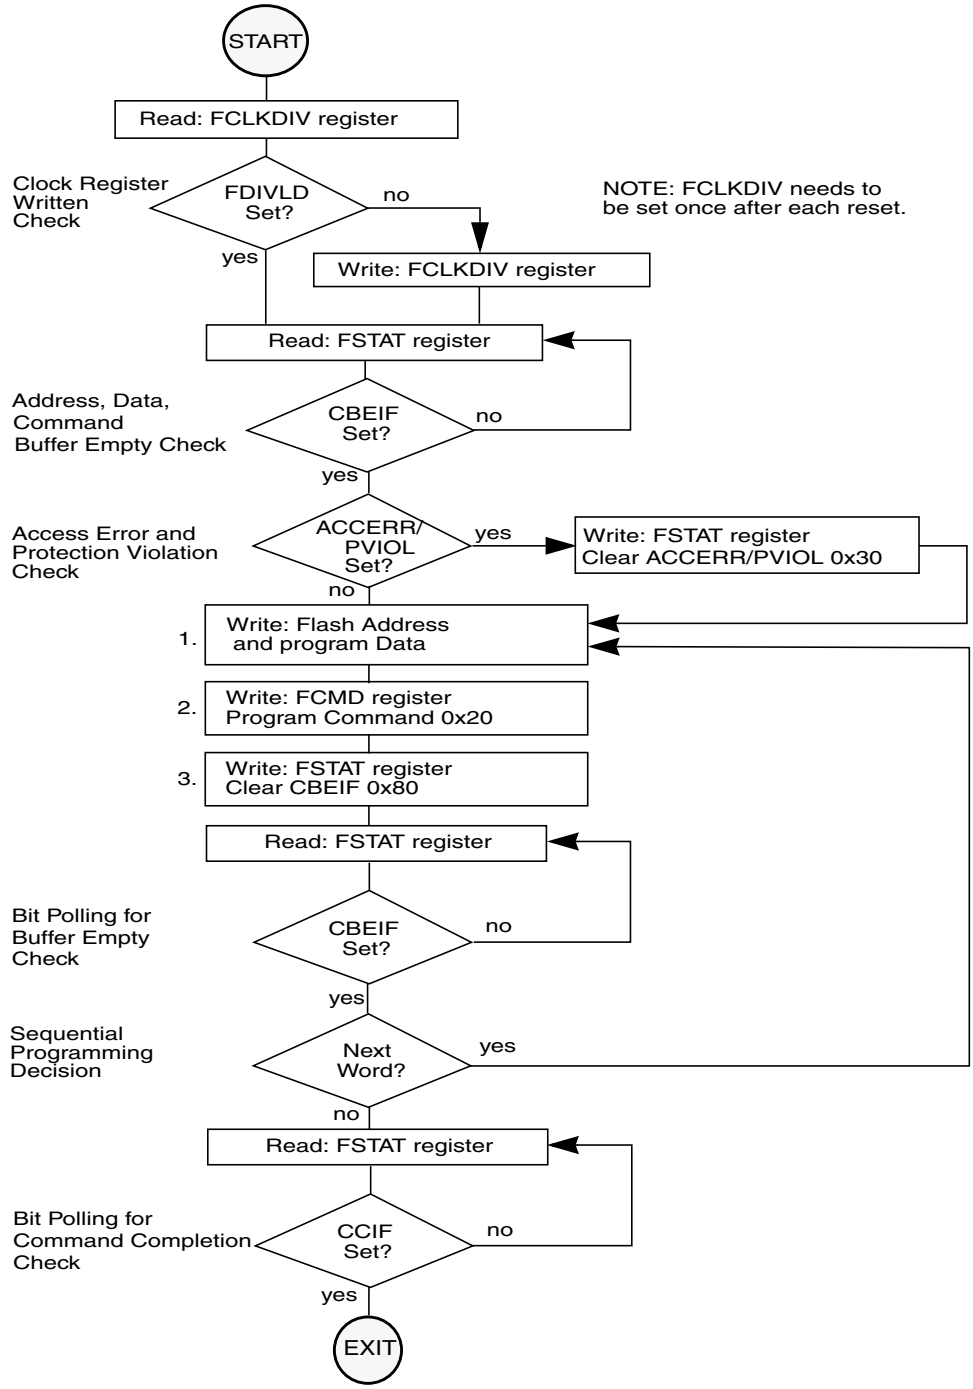 START
Read: FCLKDIV register
Clock Register
Written
Check
FDIVLD
Set?
no
yes
NOTE: FCLKDIV needs to
be set once after each reset.
Write: FCLKDIV register
Read: FSTAT register
Address, Data,
Command
Buffer Empty Check
CBEIF
Set?
no
yes
Access Error and
Protection Violation
Check
ACCERR/
PVIOL
Set?
yes
no
Write: FSTAT register
Clear ACCERR/PVIOL 0x30
1.
Write: Flash Address
and program Data
2.
Write: FCMD register
Program Command 0x20
3.
Write: FSTAT register
Clear CBEIF 0x80
Read: FSTAT register
Bit Polling for
Buffer Empty
Check
CBEIF
Set?
no
yes
Sequential
Programming
Decision
Next
Word?
yes
no
Read: FSTAT register
Bit Polling for
Command Completion
Check
CCIF
Set?
no
yes
EXIT